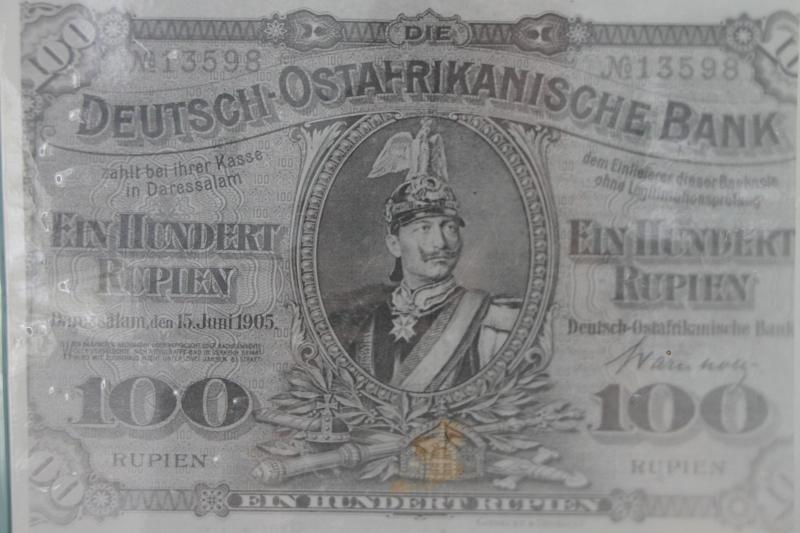 100
DIE
№13598
№13598
DEUTSCH-OSTAFRIKANISCHE BANK
zahlt bei ihrer Kasse
in Daressalam
dem Einlieferer dieser Banknote
ohne Legitimationsprüfung
EIN HUNDERT
RUPIEN
EIN HUNDERT
RUPIEN
Daressalam, den 15. Juni 1905.
Deutsch-Ostafrikanische Bank
100
100
RUPIEN
RUPIEN
100
EIN HUNDERT RUPIEN